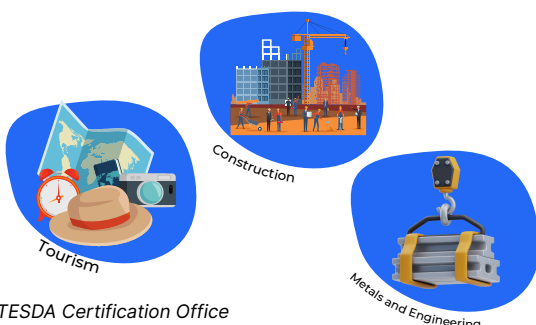 Construction
Tourism
Metals and Engineering
TESDA Certification Office